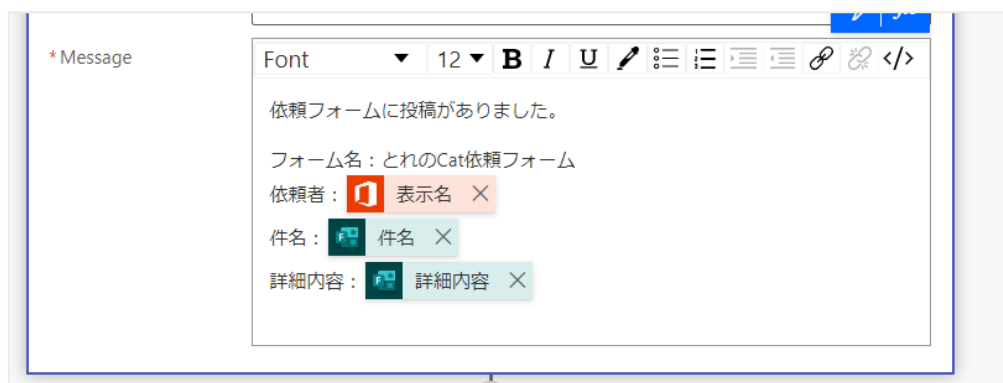 *Message
Font 12 B I U </>
依頼フォームに投稿がありました。
フォーム名：とれのCat依頼フォーム
依頼者： 表示名
件名： 件名
詳細内容： 詳細内容